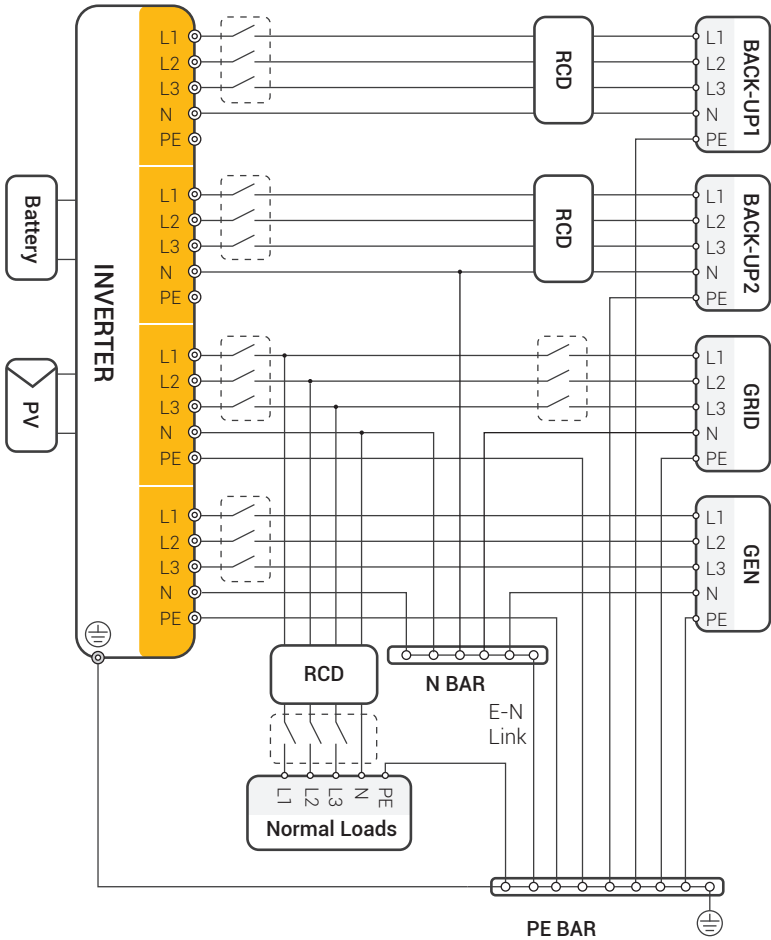 Battery
PV
INVERTER
L1
L2
L3
N
PE
L1
L2
L3
N
PE
L1
L2
L3
N
PE
L1
L2
L3
N
PE
RCD
RCD
L1
L2
L3
N
PE
BACK-UP1
L1
L2
L3
N
PE
BACK-UP2
L1
L2
L3
N
PE
GRID
L1
L2
L3
N
PE
GEN
RCD
N BAR
E-N
Link
L1
L2
L3
N
PE
Normal Loads
PE BAR